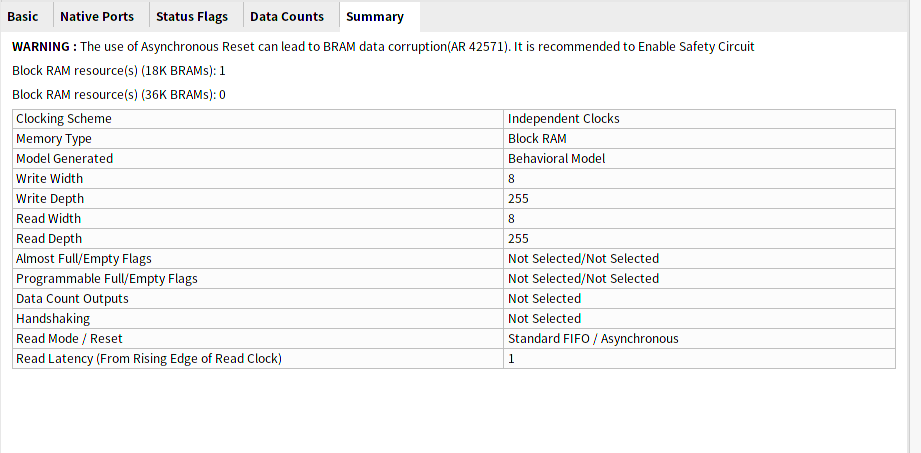 Basic Native Ports Status Flags Data Counts Summary
WARNING : The use of Asynchronous Reset can lead to BRAM data corruption(AR 42571). It is recommended to Enable Safety Circuit
Block RAM resource(s) (18K BRAMs): 1
Block RAM resource(s) (36K BRAMs): 0
Clocking Scheme Independent Clocks
Memory Type Block RAM
Model Generated Behavioral Model
Write Width 8
Write Depth 255
Read Width 8
Read Depth 255
Almost Full/Empty Flags Not Selected/Not Selected
Programmable Full/Empty Flags Not Selected/Not Selected
Data Count Outputs Not Selected
Handshaking Not Selected
Read Mode / Reset Standard FIFO / Asynchronous
Read Latency (From Rising Edge of Read Clock) 1